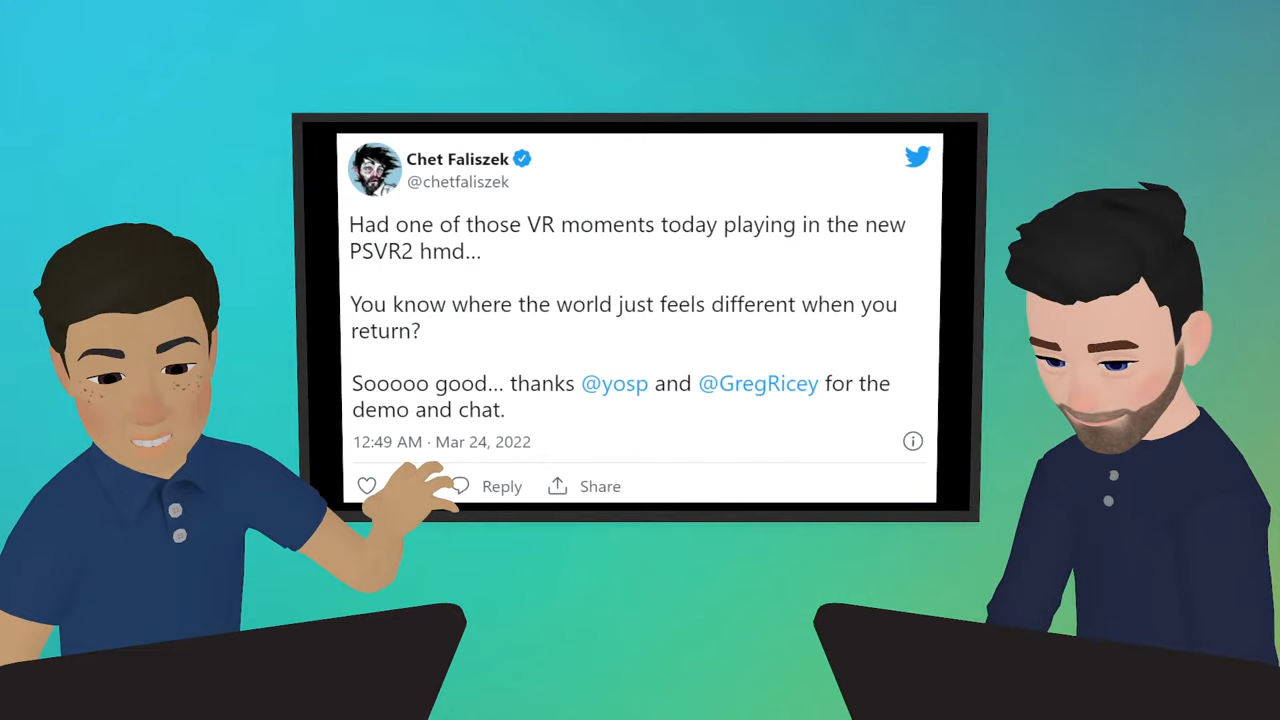 Chet Faliszek
@chetfaliszek
Had one of those VR moments today playing in the new
PSVR2 hmd...
You know where the world just feels different when you
return?
Sooooo good... thanks @yosp and @GregRicey for the
demo and chat.
12:49 AM · Mar 24, 2022
Reply Share